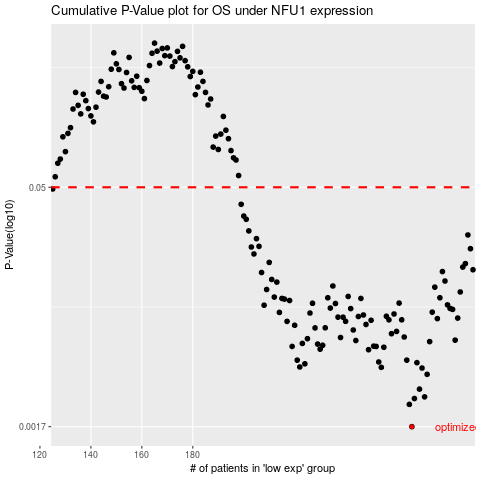 Cumulative P-Value plot for OS under NFU1 expression
P-Value(log10)
0.05
0.0017
optimize
120 140 160 180
# of patients in 'low exp' group